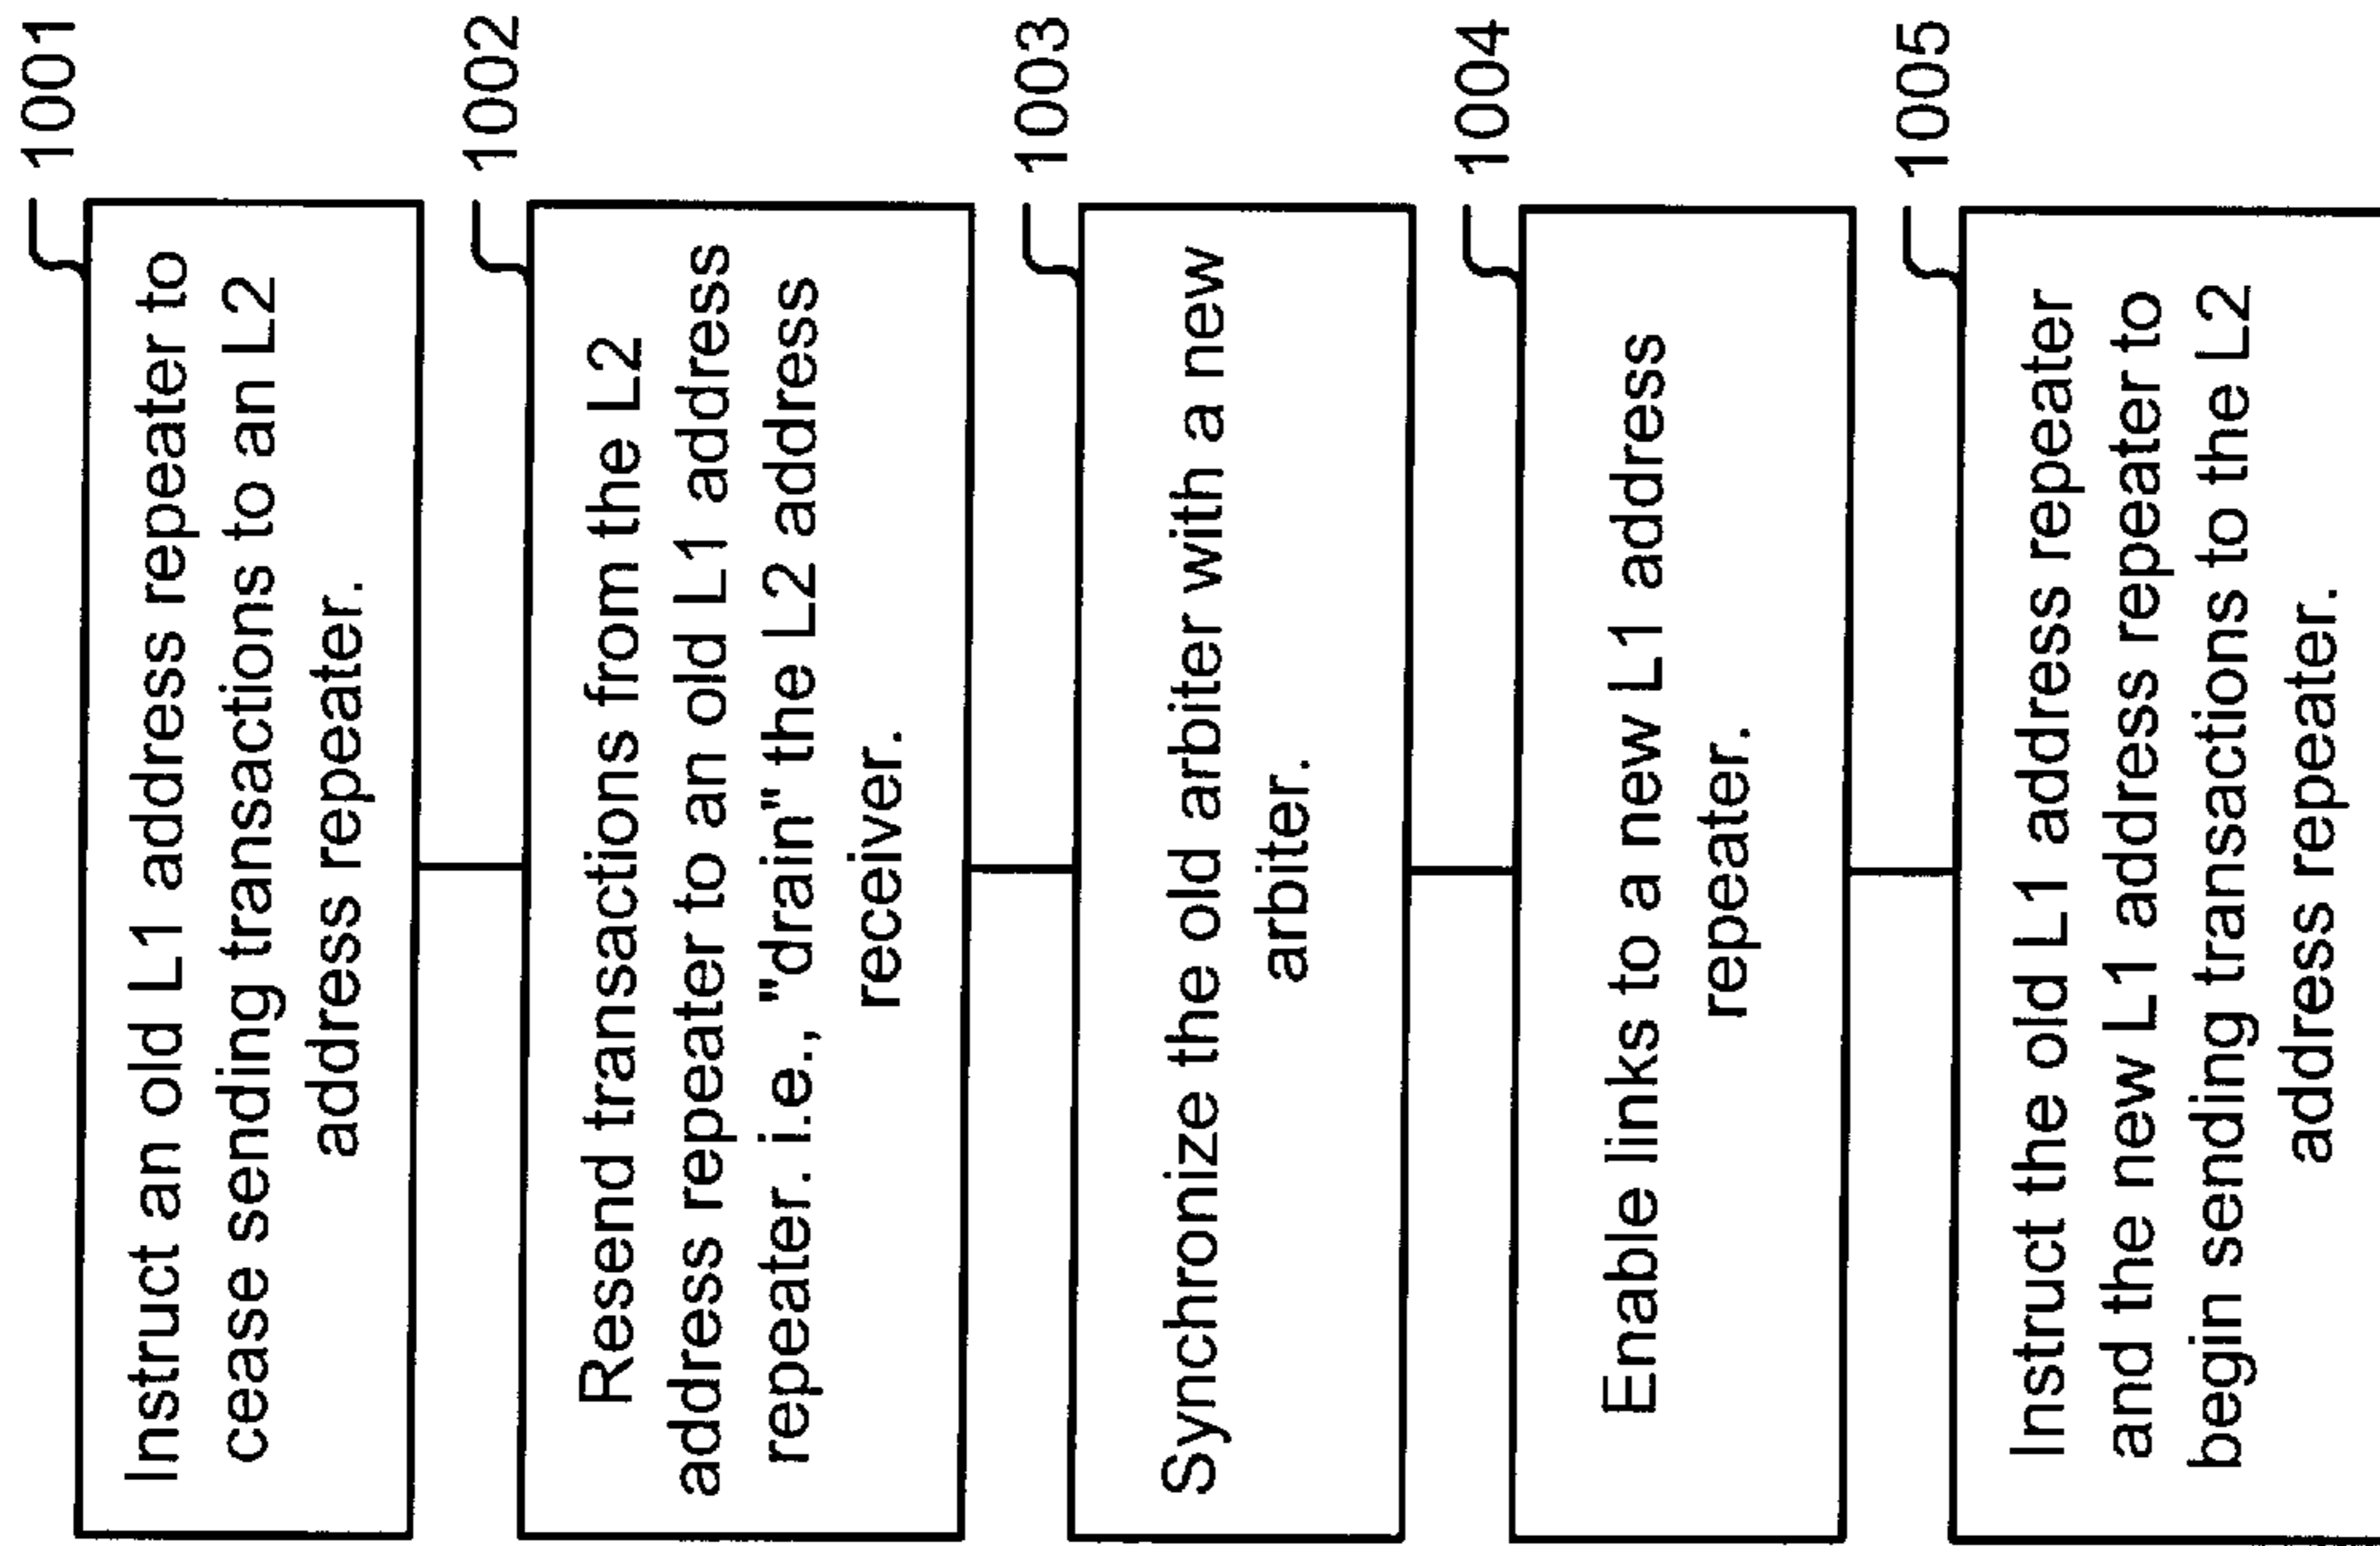 1001
Instruct an old L1 address repeater to
cease sending transactions to an L2
address repeater.
1002
Resend transactions from the L2
address repeater to an old L1 address
repeater. i.e., "drain" the L2 address
receiver.
1003
Synchronize the old arbiter with a new
arbiter.
1004
Enable links to a new L1 address
repeater.
1005
Instruct the old L1 address repeater
and the new L1 address repeater to
begin sending transactions to the L2
address repeater.